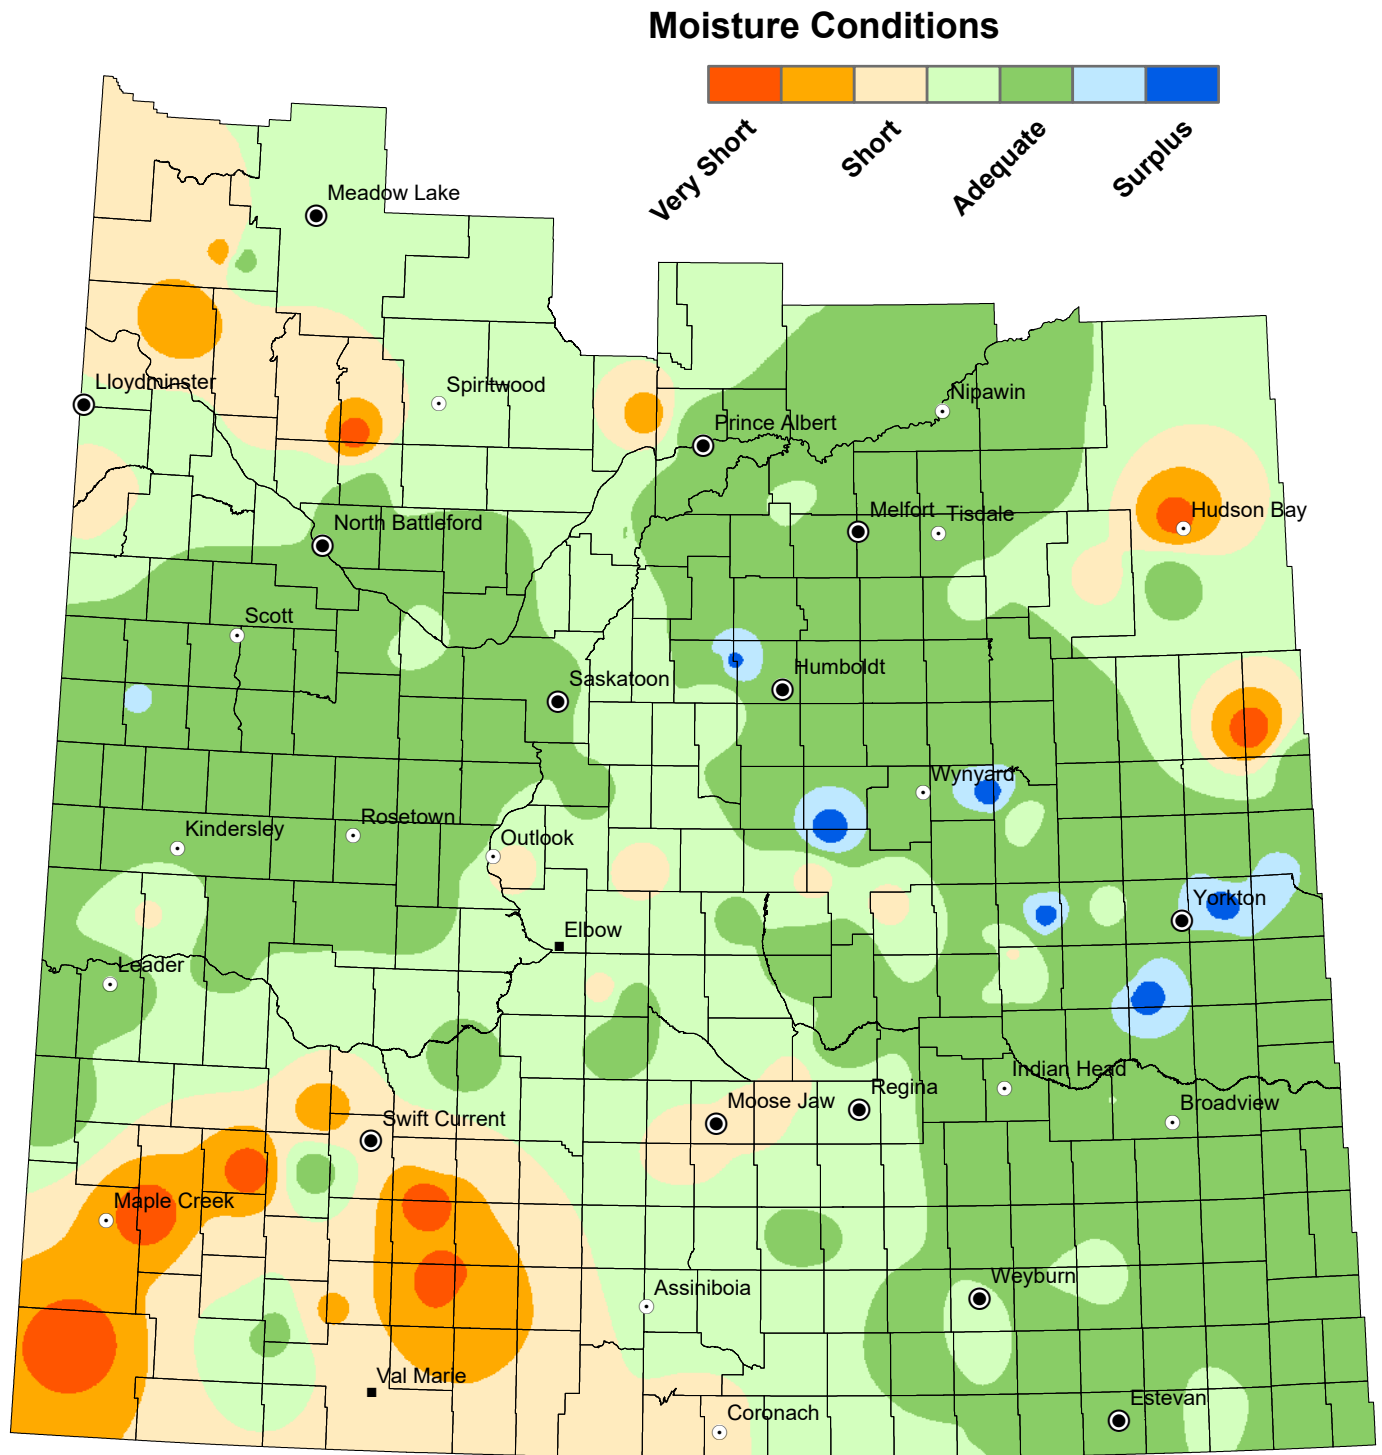 Moisture Conditions
Very Short
Short
Adequate
Surplus
Meadow Lake
Lloydminster
Spiritwood
Nipawin
Prince Albert
North Battleford
Melfort
Tisdale
Hudson Bay
Scott
Saskatoon
Humboldt
Wynyard
Kindersley
Rosetown
Outlook
Yorkton
Elbow
Leader
Indian Head
Regina
Moose Jaw
Broadview
Swift Current
Maple Creek
Assiniboia
Weyburn
Val Marie
Coronach
Estevan